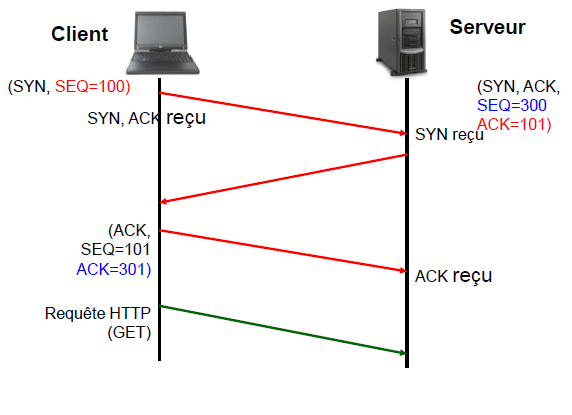 Client
Serveur
(SYN, SEQ=100)
(SYN, ACK,
SEQ=300
ACK=101)
SYN, ACK reçu
SYN reçu
(ACK,
SEQ=101
ACK=301)
ACK reçu
Requête HTTP
(GET)